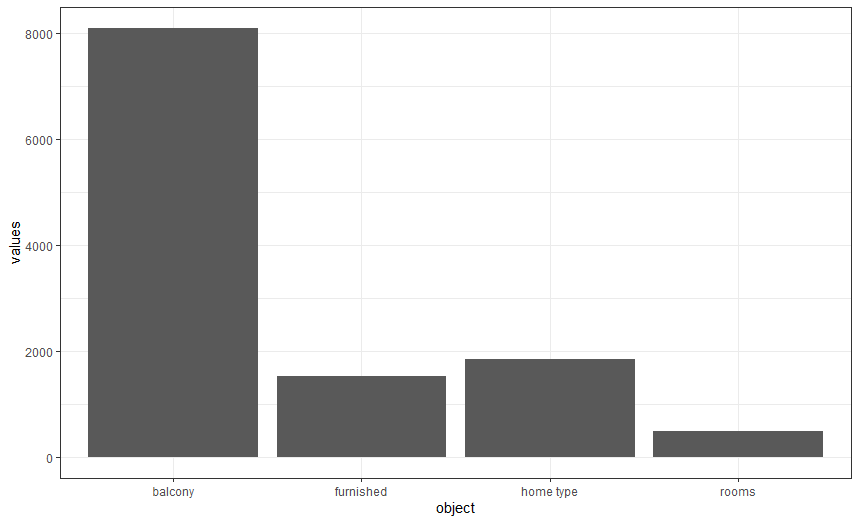 8000
6000
4000
2000
0
values
balcony
furnished
home type
rooms
object